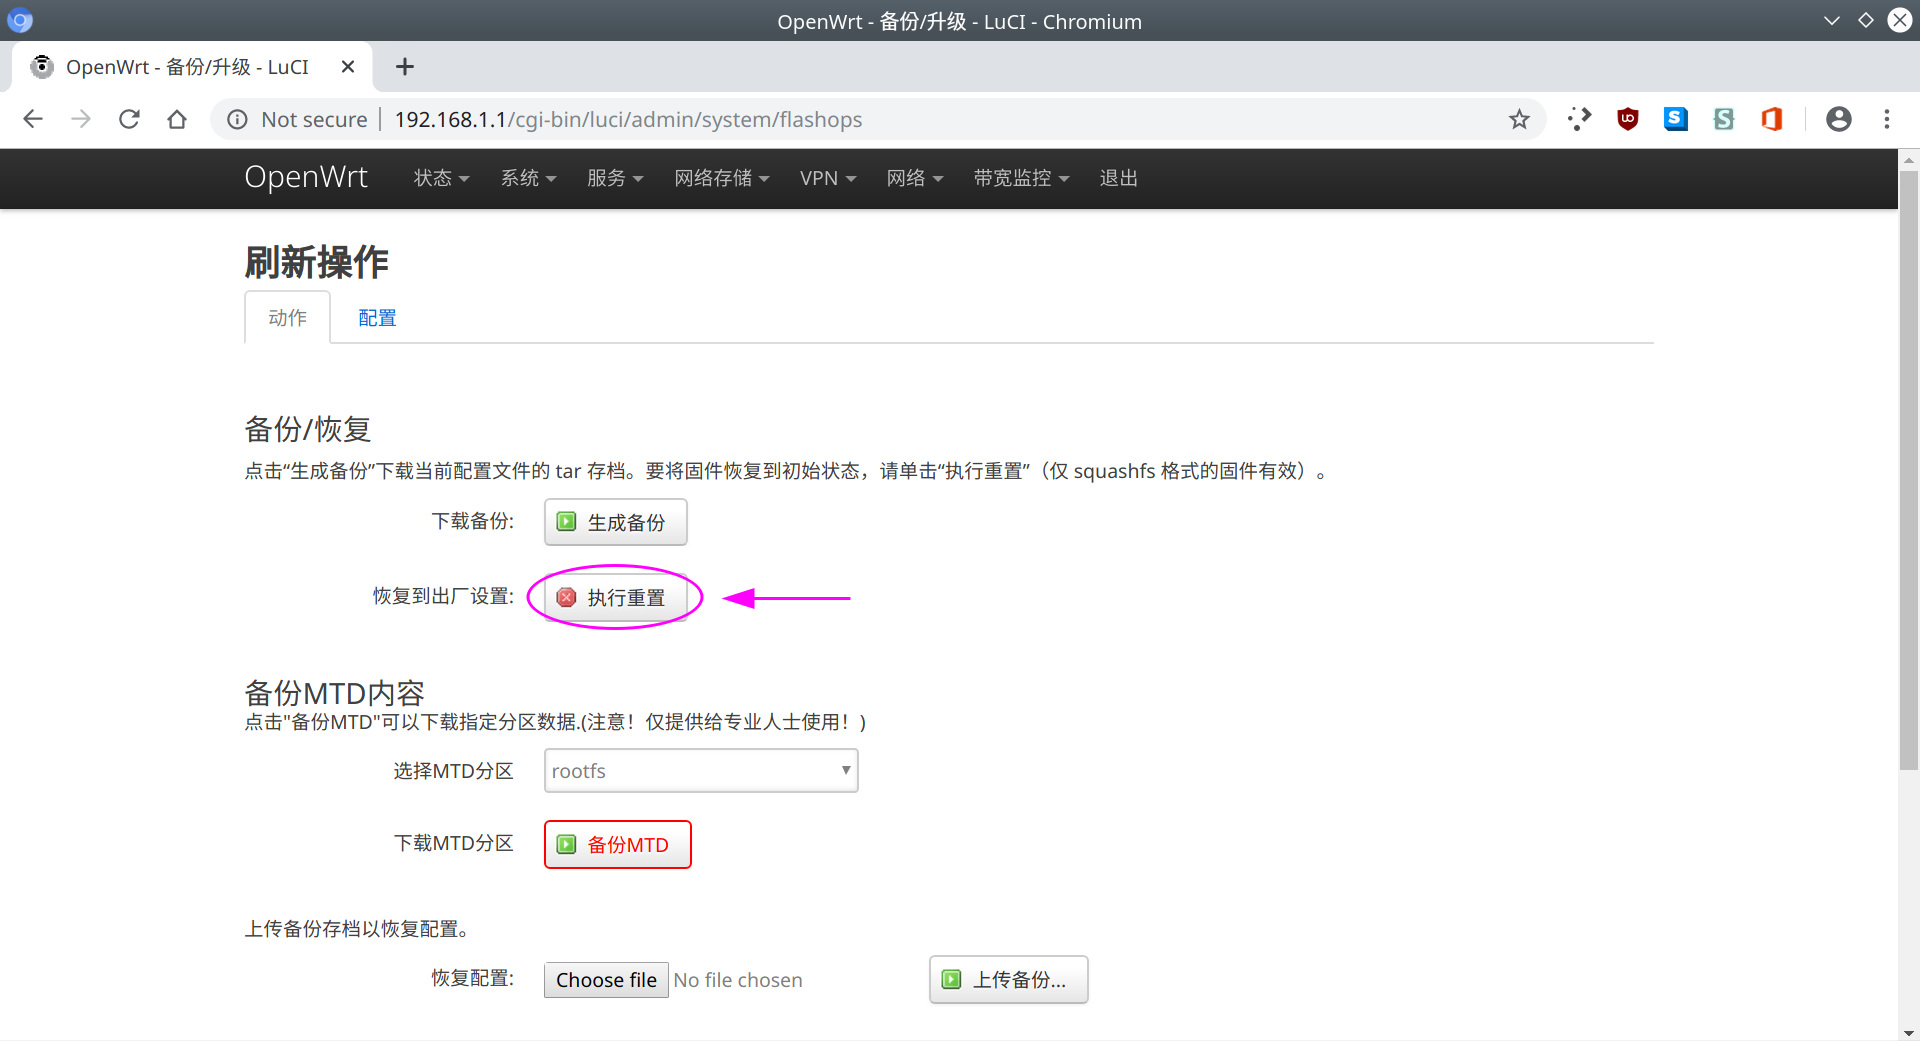 OpenWrt - 备份/升级 - LuCI - Chromium
OpenWrt - 备份/升级 - LuCI
Not secure 192.168.1.1/cgi-bin/luci/admin/system/flashops
OpenWrt 状态 系统 服务 网络存储 VPN 网络 带宽监控 退出
刷新操作
动作 配置
备份/恢复
点击“生成备份”下载当前配置文件的 tar 存档。要将固件恢复到初始状态，请单击“执行重置”（仅 squashfs 格式的固件有效）。
下载备份: 生成备份
恢复到出厂设置: 执行重置
备份MTD内容
点击"备份MTD"可以下载指定分区数据.(注意！仅提供给专业人士使用！)
选择MTD分区 rootfs
下载MTD分区 备份MTD
上传备份存档以恢复配置。
恢复配置: Choose file No file chosen 上传备份...